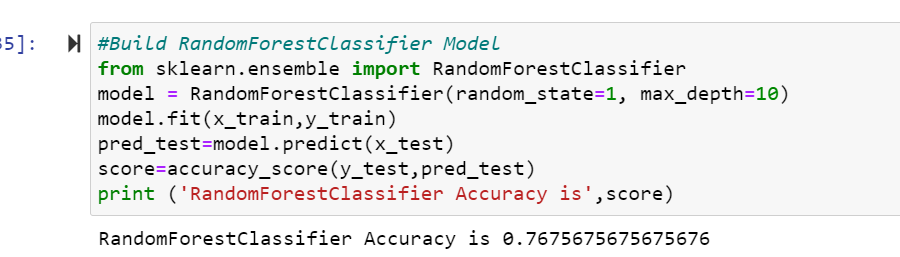 35]:
#Build RandomForestClassifier Model
from sklearn.ensemble import RandomForestClassifier
model = RandomForestClassifier(random_state=1, max_depth=10)
model.fit(x_train,y_train)
pred_test=model.predict(x_test)
score=accuracy_score(y_test,pred_test)
print ('RandomForestClassifier Accuracy is',score)
RandomForestClassifier Accuracy is 0.7675675675675676